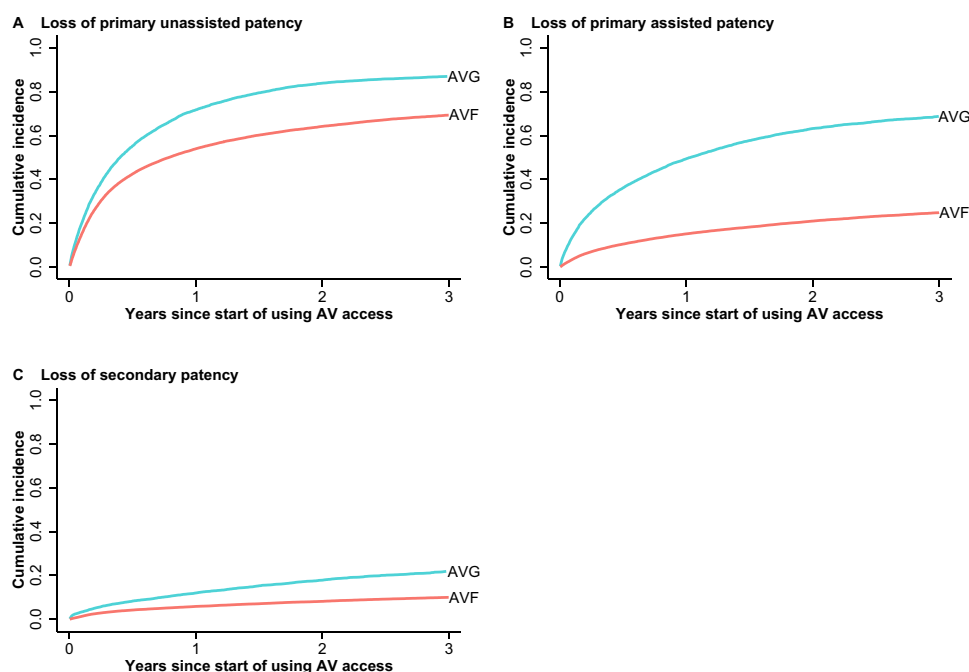 A Loss of primary unassisted patency
Cumulative incidence
1.0
0.8
0.6
0.4
0.2
0.0
AVG
AVF
0 1 2 3
Years since start of using AV access
B Loss of primary assisted patency
Cumulative incidence
1.0
0.8
0.6
0.4
0.2
0.0
AVG
AVF
0 1 2 3
Years since start of using AV access
C Loss of secondary patency
Cumulative incidence
1.0
0.8
0.6
0.4
0.2
0.0
AVG
AVF
0 1 2 3
Years since start of using AV access